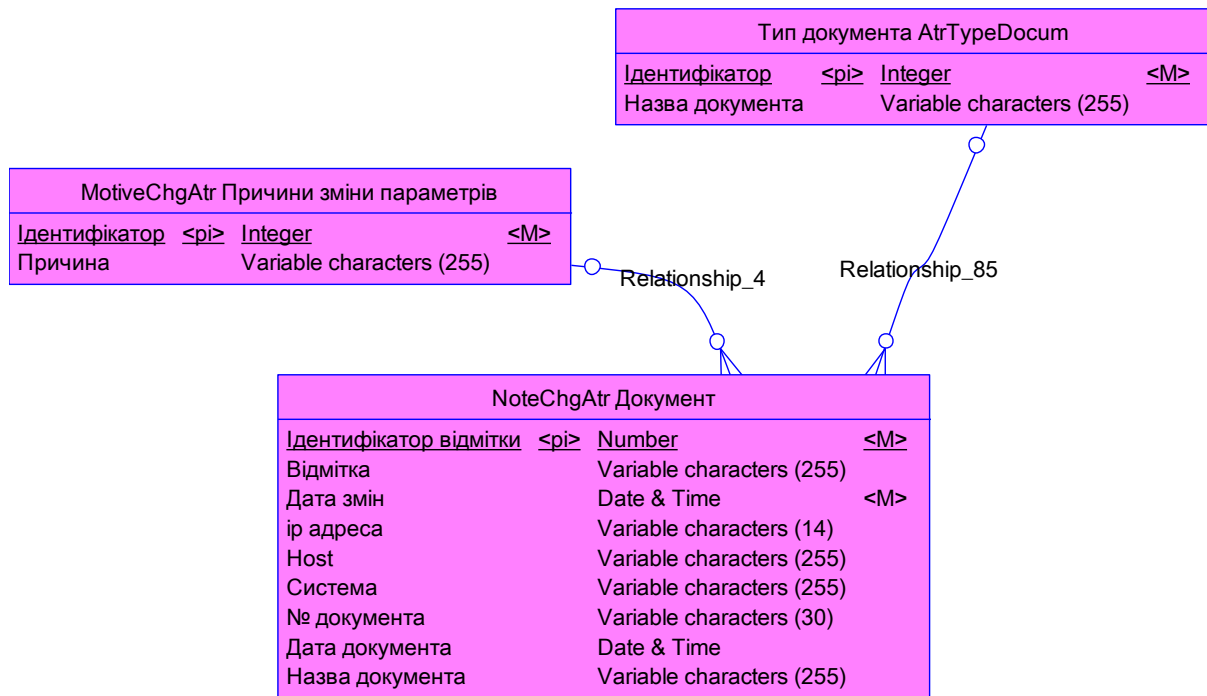 Тип документа AtrTypeDocum
Ідентифікатор <pi> Integer <M>
Назва документа Variable characters (255)
MotiveChgAtr Причини зміни параметрів
Ідентифікатор <pi> Integer <M>
Причина Variable characters (255)
Relationship_4
Relationship_85
NoteChgAtr Документ
Ідентифікатор відмітки <pi> Number <M>
Відмітка Variable characters (255)
Дата змін Date & Time <M>
ip адреса Variable characters (14)
Host Variable characters (255)
Система Variable characters (255)
№ документа Variable characters (30)
Дата документа Date & Time
Назва документа Variable characters (255)